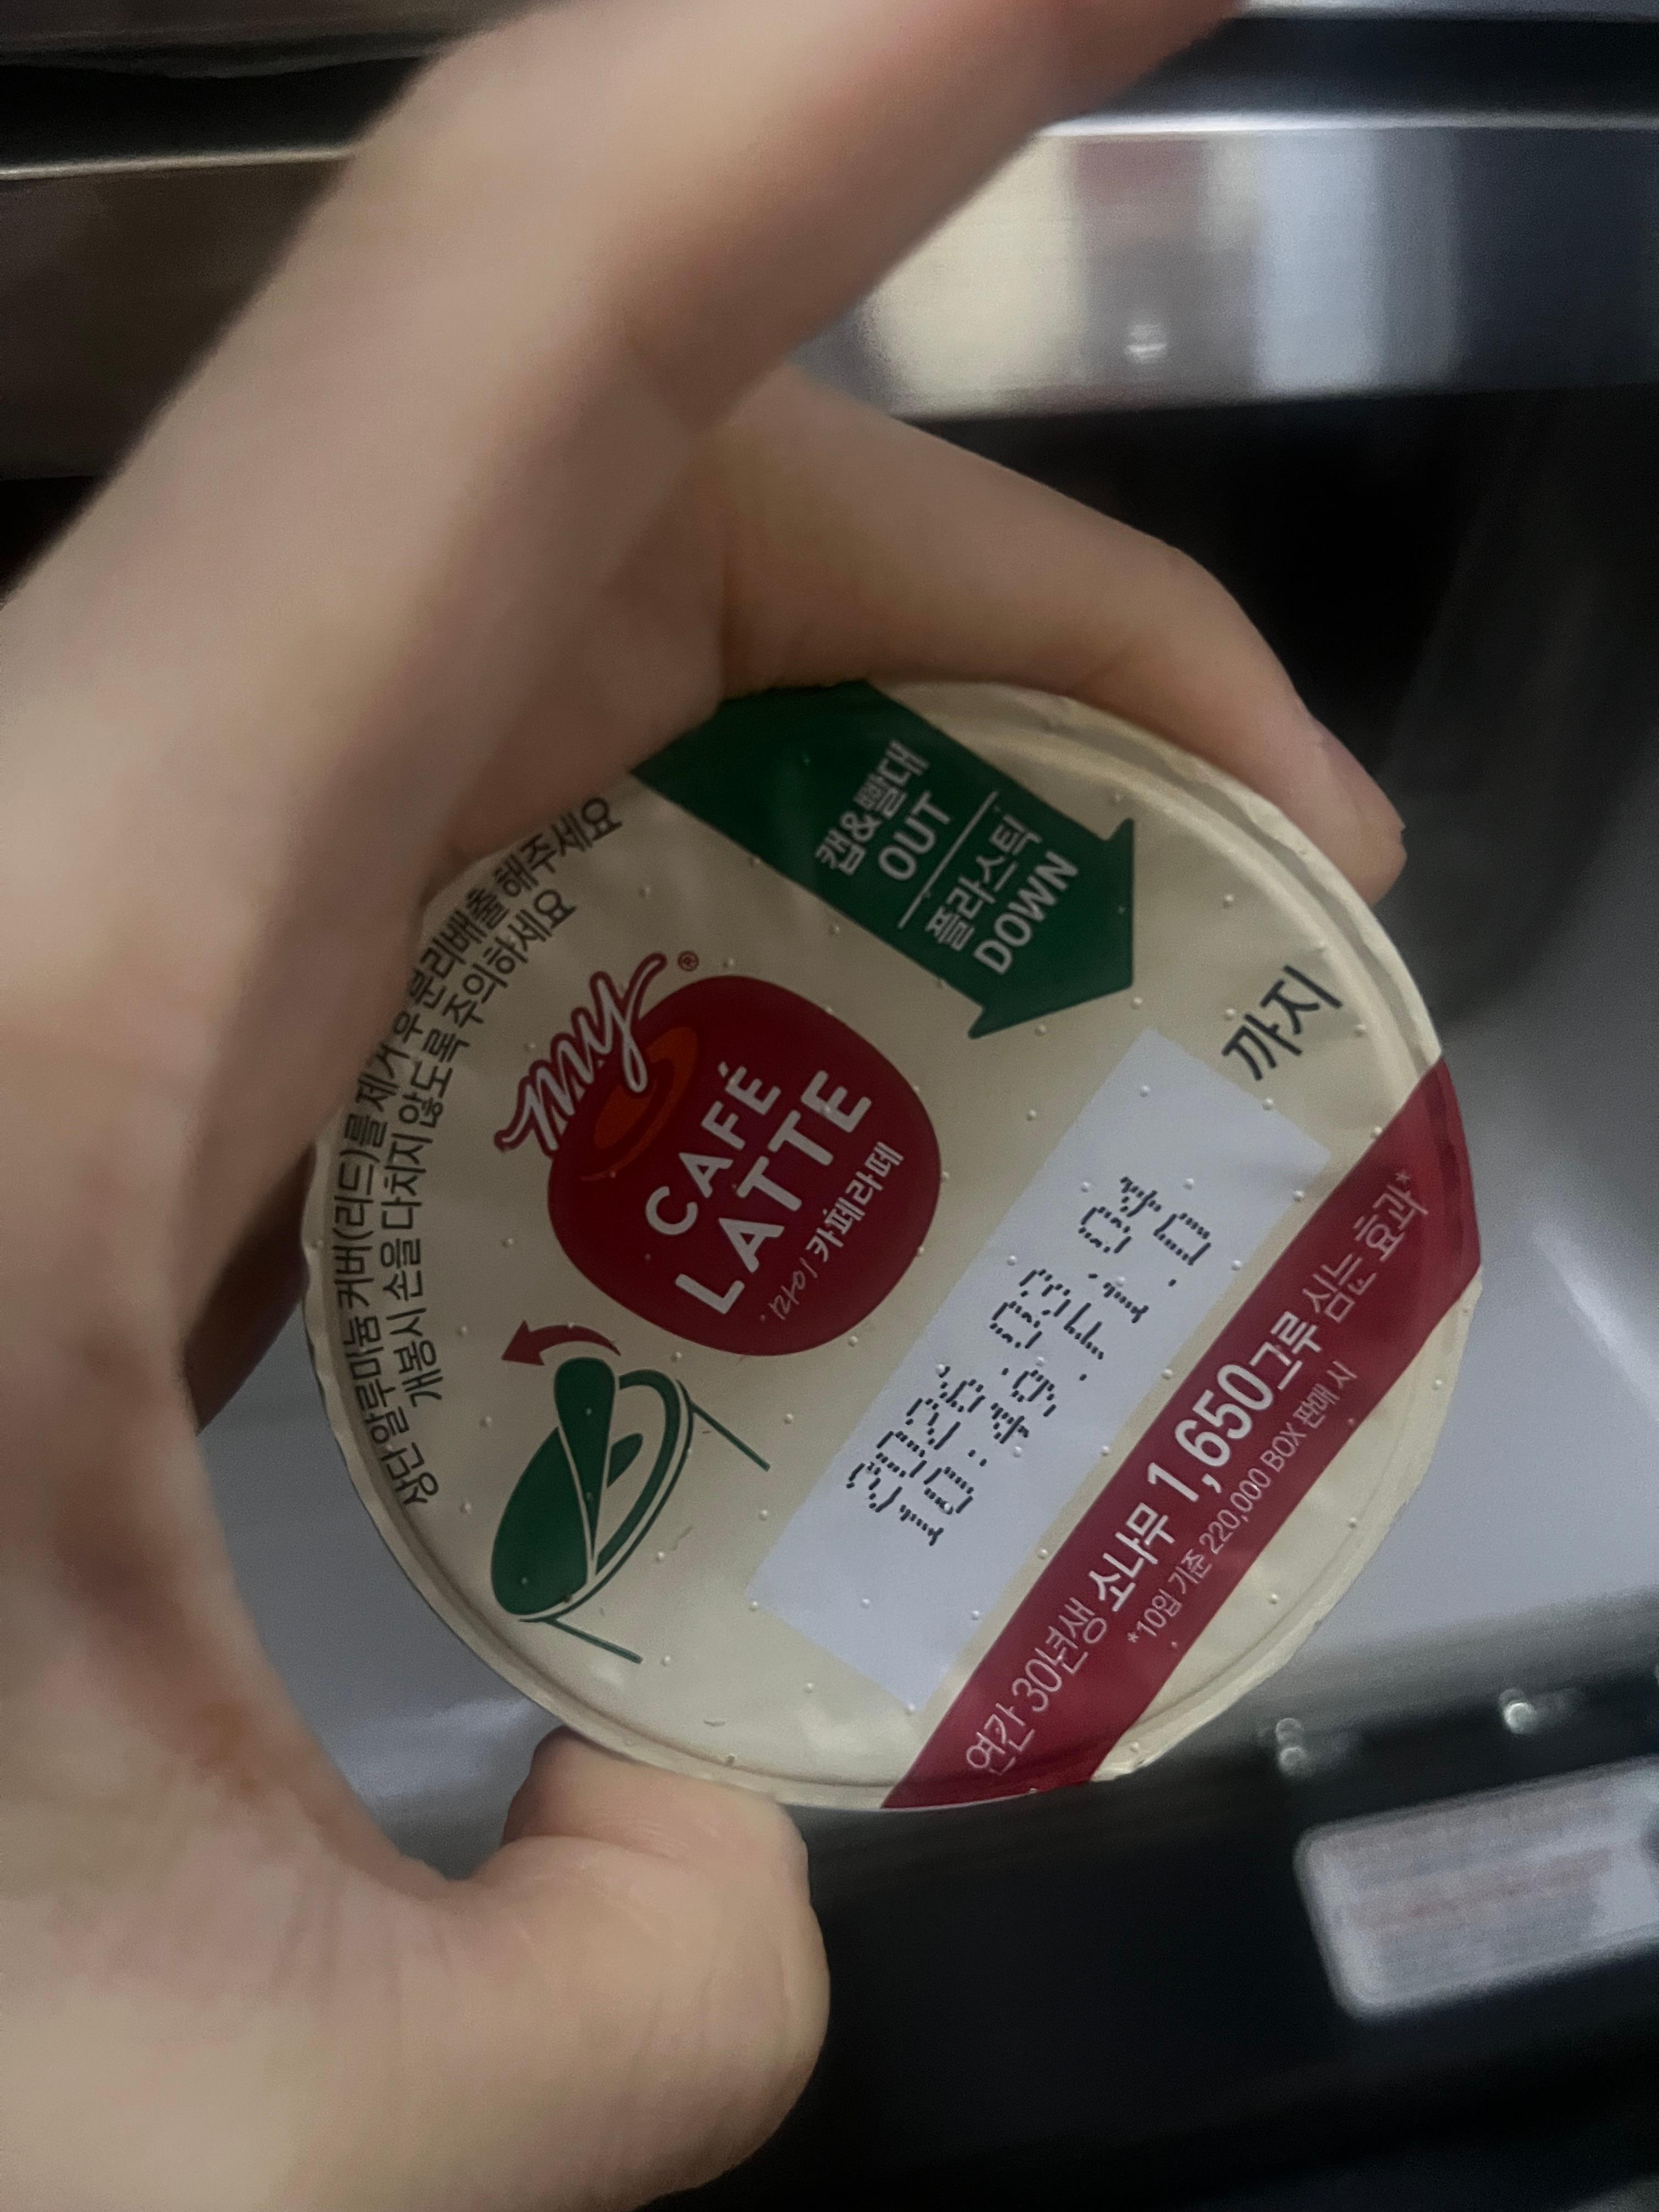 상단 알루미늄 커버(리드)를 제거 후 분리배출 해주세요
개봉시 손을 다치지 않도록 주의하세요
캡&빨대
OUT
플라스틱
DOWN
my®
CAFÉ
LATTE
마이 카페라떼
까지
2026.03.04
10:49.F1.D
연간 30년생 소나무 1,650그루 심는 효과*
*10입 기준 220,000 BOX 판매 시